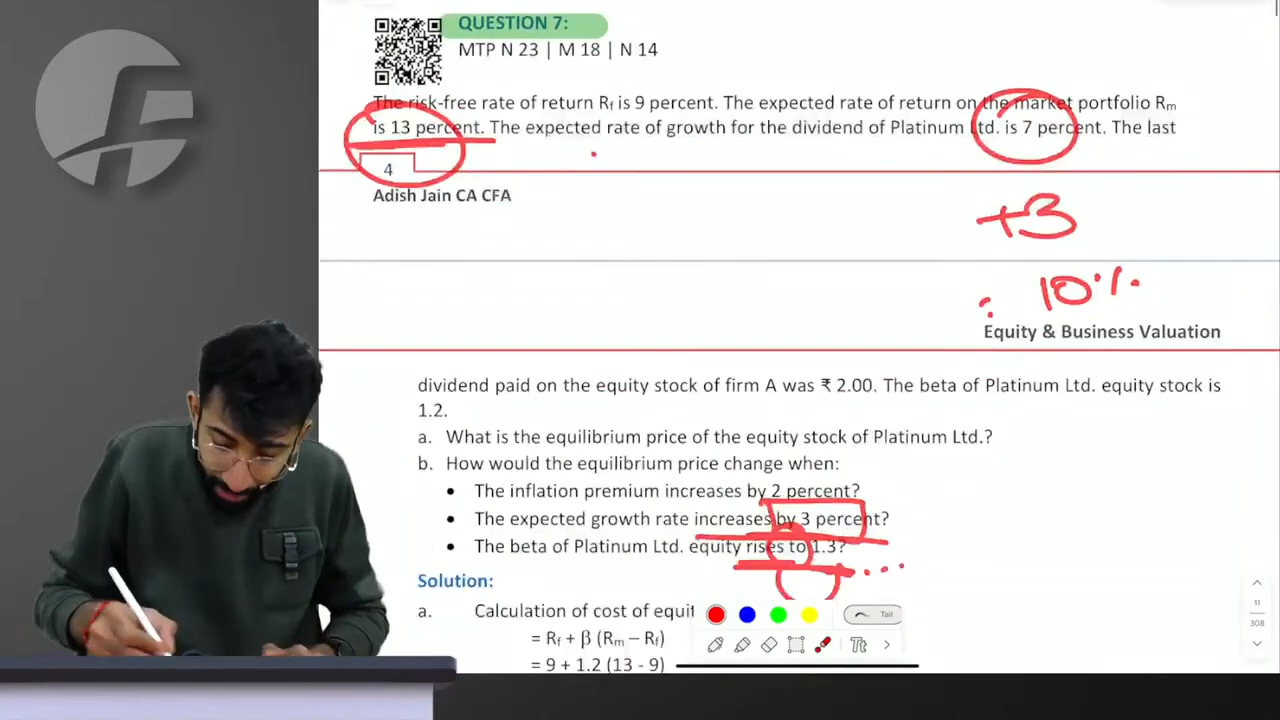 QUESTION 7:
MTP N 23 | M 18 | N 14
The risk-free rate of return Rf is 9 percent. The expected rate of return on the market portfolio Rm
is 13 percent. The expected rate of growth for the dividend of Platinum Ltd. is 7 percent. The last
4
Adish Jain CA CFA
+3
: 10%
Equity & Business Valuation
dividend paid on the equity stock of firm A was ₹ 2.00. The beta of Platinum Ltd. equity stock is
1.2.
a. What is the equilibrium price of the equity stock of Platinum Ltd.?
b. How would the equilibrium price change when:
• The inflation premium increases by 2 percent?
• The expected growth rate increases by 3 percent?
• The beta of Platinum Ltd. equity rises to 1.3?
Solution:
a. Calculation of cost of equit
= Rf + β (Rm – Rf)
= 9 + 1.2 (13 - 9)
Tail
Tt
11
308